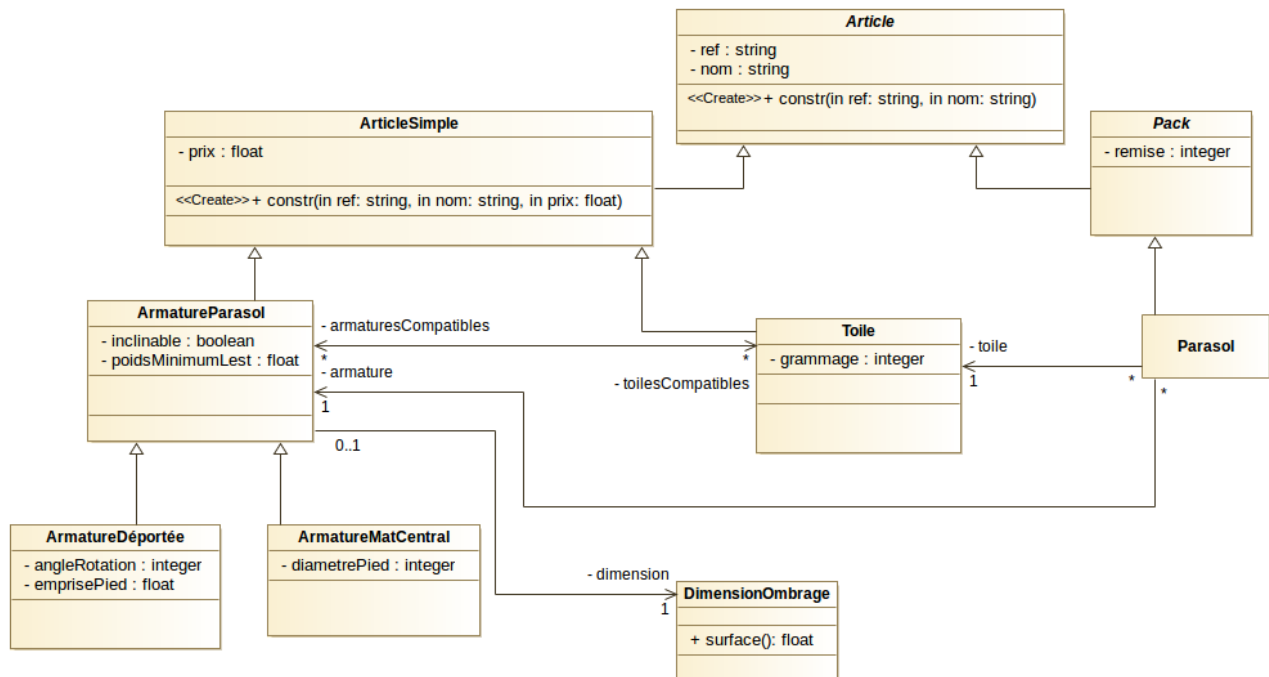 Article
- ref : string
- nom : string
<<Create>> + constr(in ref: string, in nom: string)
ArticleSimple
- prix : float
<<Create>> + constr(in ref: string, in nom: string, in prix: float)
Pack
- remise : integer
ArmatureParasol
- inclinable : boolean
- poidsMinimumLest : float
- armaturesCompatibles
*
*
- toilesCompatibles
- armature
1
Toile
- grammage : integer
- toile
1
*
Parasol
*
0..1
ArmatureDéportée
- angleRotation : integer
- emprisePied : float
ArmatureMatCentral
- diametrePied : integer
- dimension
1
DimensionOmbrage
+ surface(): float